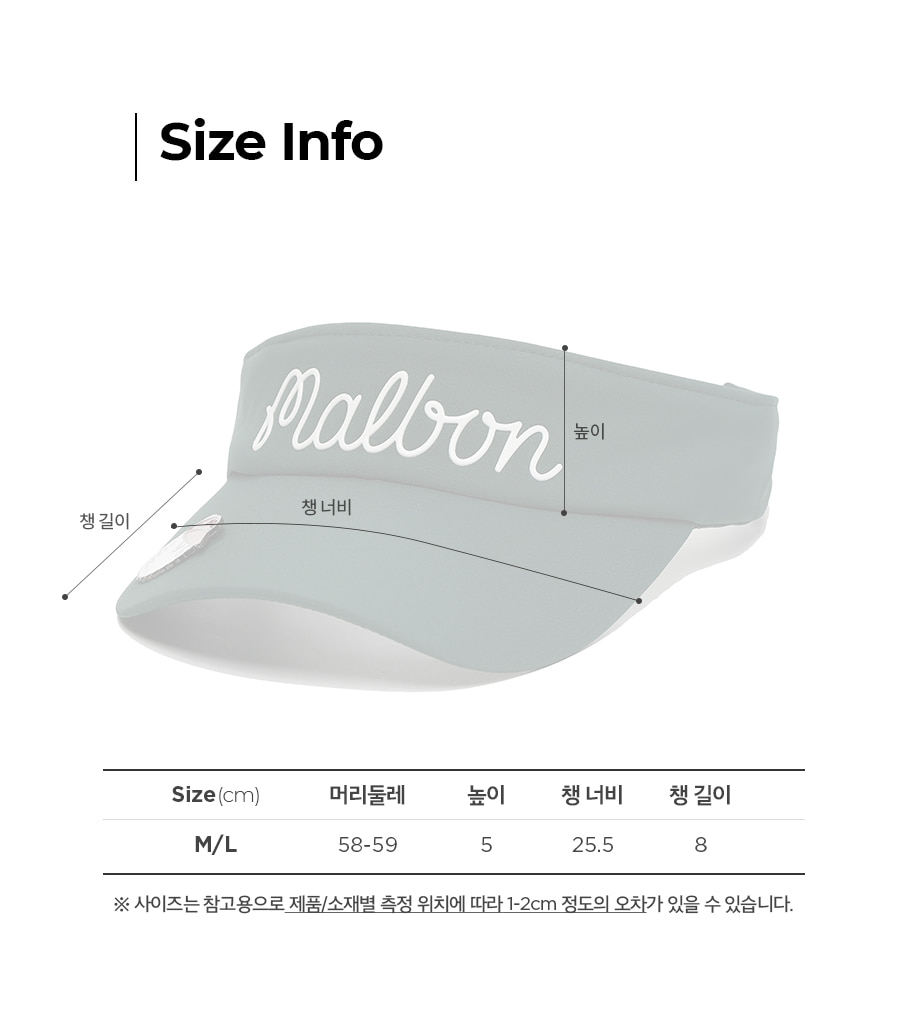 Size Info
Malbon
높이
챙 길이
챙 너비
Size(cm) 머리둘레 높이 챙 너비 챙 길이
M/L 58-59 5 25.5 8
※ 사이즈는 참고용으로 제품/소재별 측정 위치에 따라 1-2cm 정도의 오차가 있을 수 있습니다.